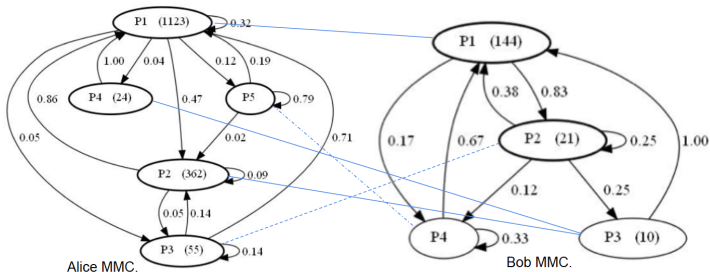 P1 (1123)
0.32
1.00
0.04
0.12
0.19
P4 (24)
P5
0.79
0.86
0.47
0.05
0.02
0.71
P2 (362)
0.09
0.05
0.14
P3 (55)
0.14
Alice MMC.
P1 (144)
0.38
0.83
0.17
0.67
P2 (21)
0.25
1.00
0.12
0.25
P4
0.33
P3 (10)
Bob MMC.